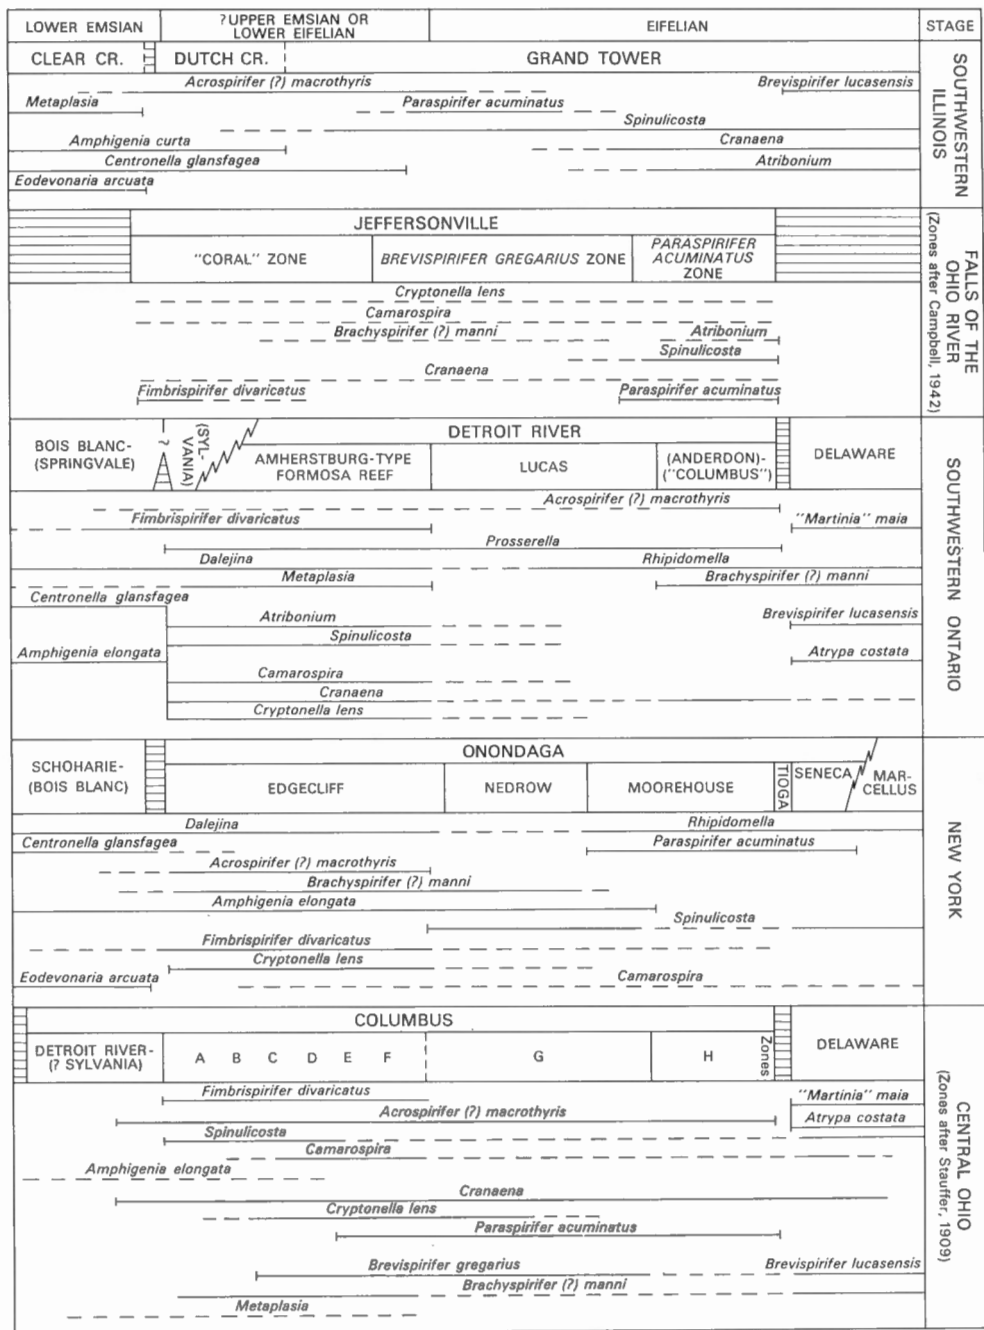 LOWER EMSIAN
?UPPER EMSIAN OR
LOWER EIFELIAN
EIFELIAN
STAGE
CLEAR CR.
DUTCH CR.
GRAND TOWER
SOUTHWESTERN
ILLINOIS
Acrospirifer (?) macrothyris
Brevispirifer lucasensis
Metaplasia
Paraspirifer acuminatus
Spinulicosta
Amphigenia curta
Cranaena
Centronella glansfagea
Atribonium
Eodevonaria arcuata
JEFFERSONVILLE
FALLS OF THE
OHIO RIVER
(Zones after Campbell, 1942)
"CORAL" ZONE
BREVISPIRIFER GREGARIUS ZONE
PARASPIRIFER
ACUMINATUS
ZONE
Cryptonella lens
Camarospira
Brachyspirifer (?) manni
Atribonium
Spinulicosta
Cranaena
Fimbrispirifer divaricatus
Paraspirifer acuminatus
BOIS BLANC-
(SPRINGVALE)
?
(SYL-
VANIA)
DETROIT RIVER
AMHERSTBURG-TYPE
FORMOSA REEF
LUCAS
(ANDERDON)-
("COLUMBUS")
DELAWARE
SOUTHWESTERN ONTARIO
Acrospirifer (?) macrothyris
Fimbrispirifer divaricatus
"Martinia" maia
Prosserella
Dalejina
Rhipidomella
Metaplasia
Brachyspirifer (?) manni
Centronella glansfagea
Atribonium
Brevispirifer lucasensis
Spinulicosta
Amphigenia elongata
Atrypa costata
Camarospira
Cranaena
Cryptonella lens
SCHOHARIE-
(BOIS BLANC)
ONONDAGA
EDGECLIFF
NEDROW
MOOREHOUSE
TIOGA
SENECA
MAR-
CELLUS
NEW YORK
Dalejina
Rhipidomella
Centronella glansfagea
Paraspirifer acuminatus
Acrospirifer (?) macrothyris
Brachyspirifer (?) manni
Amphigenia elongata
Spinulicosta
Fimbrispirifer divaricatus
Cryptonella lens
Eodevonaria arcuata
Camarospira
COLUMBUS
DETROIT RIVER-
(? SYLVANIA)
A B C D E F G H Zones
DELAWARE
CENTRAL OHIO
(Zones after Stauffer, 1909)
Fimbrispirifer divaricatus
"Martinia" maia
Acrospirifer (?) macrothyris
Atrypa costata
Spinulicosta
Camarospira
Amphigenia elongata
Cranaena
Cryptonella lens
Paraspirifer acuminatus
Brevispirifer gregarius
Brevispirifer lucasensis
Brachyspirifer (?) manni
Metaplasia